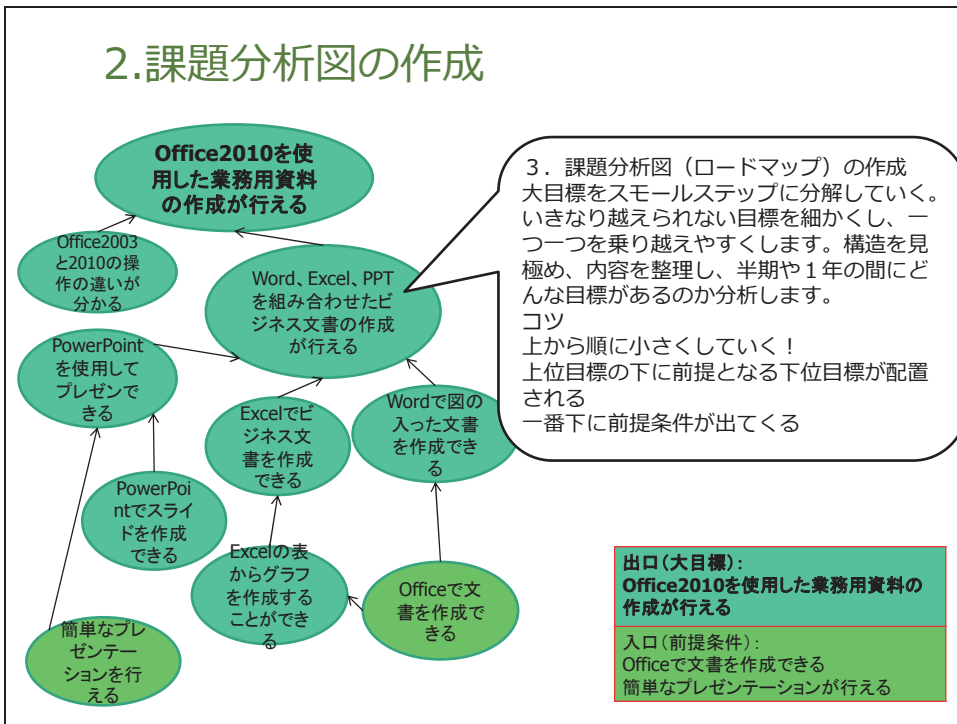 2.課題分析図の作成
Office2010を使
用した業務用資料
の作成が行える
3．課題分析図（ロードマップ）の作成
大目標をスモールステップに分解していく。
いきなり越えられない目標を細かくし、一
つ一つを乗り越えやすくします。構造を見
極め、内容を整理し、半期や１年の間にど
んな目標があるのか分析します。
コツ
上から順に小さくしていく！
上位目標の下に前提となる下位目標が配置
される
一番下に前提条件が出てくる
Office2003
と2010の操
作の違いが
分かる
Word、Excel、PPT
を組み合わせたビ
ジネス文書の作成
が行える
PowerPoint
を使用して
プレゼンで
きる
Excelでビ
ジネス文
書を作成
できる
Wordで図の
入った文書
を作成でき
る
PowerPoi
ntでスライ
ドを作成
できる
Excelの表
からグラフ
を作成する
ことができ
る
Officeで文
書を作成で
きる
簡単なプレ
ゼンテー
ションを行
える
出口（大目標）：
Office2010を使用した業務用資料の
作成が行える
入口（前提条件）：
Officeで文書を作成できる
簡単なプレゼンテーションが行える